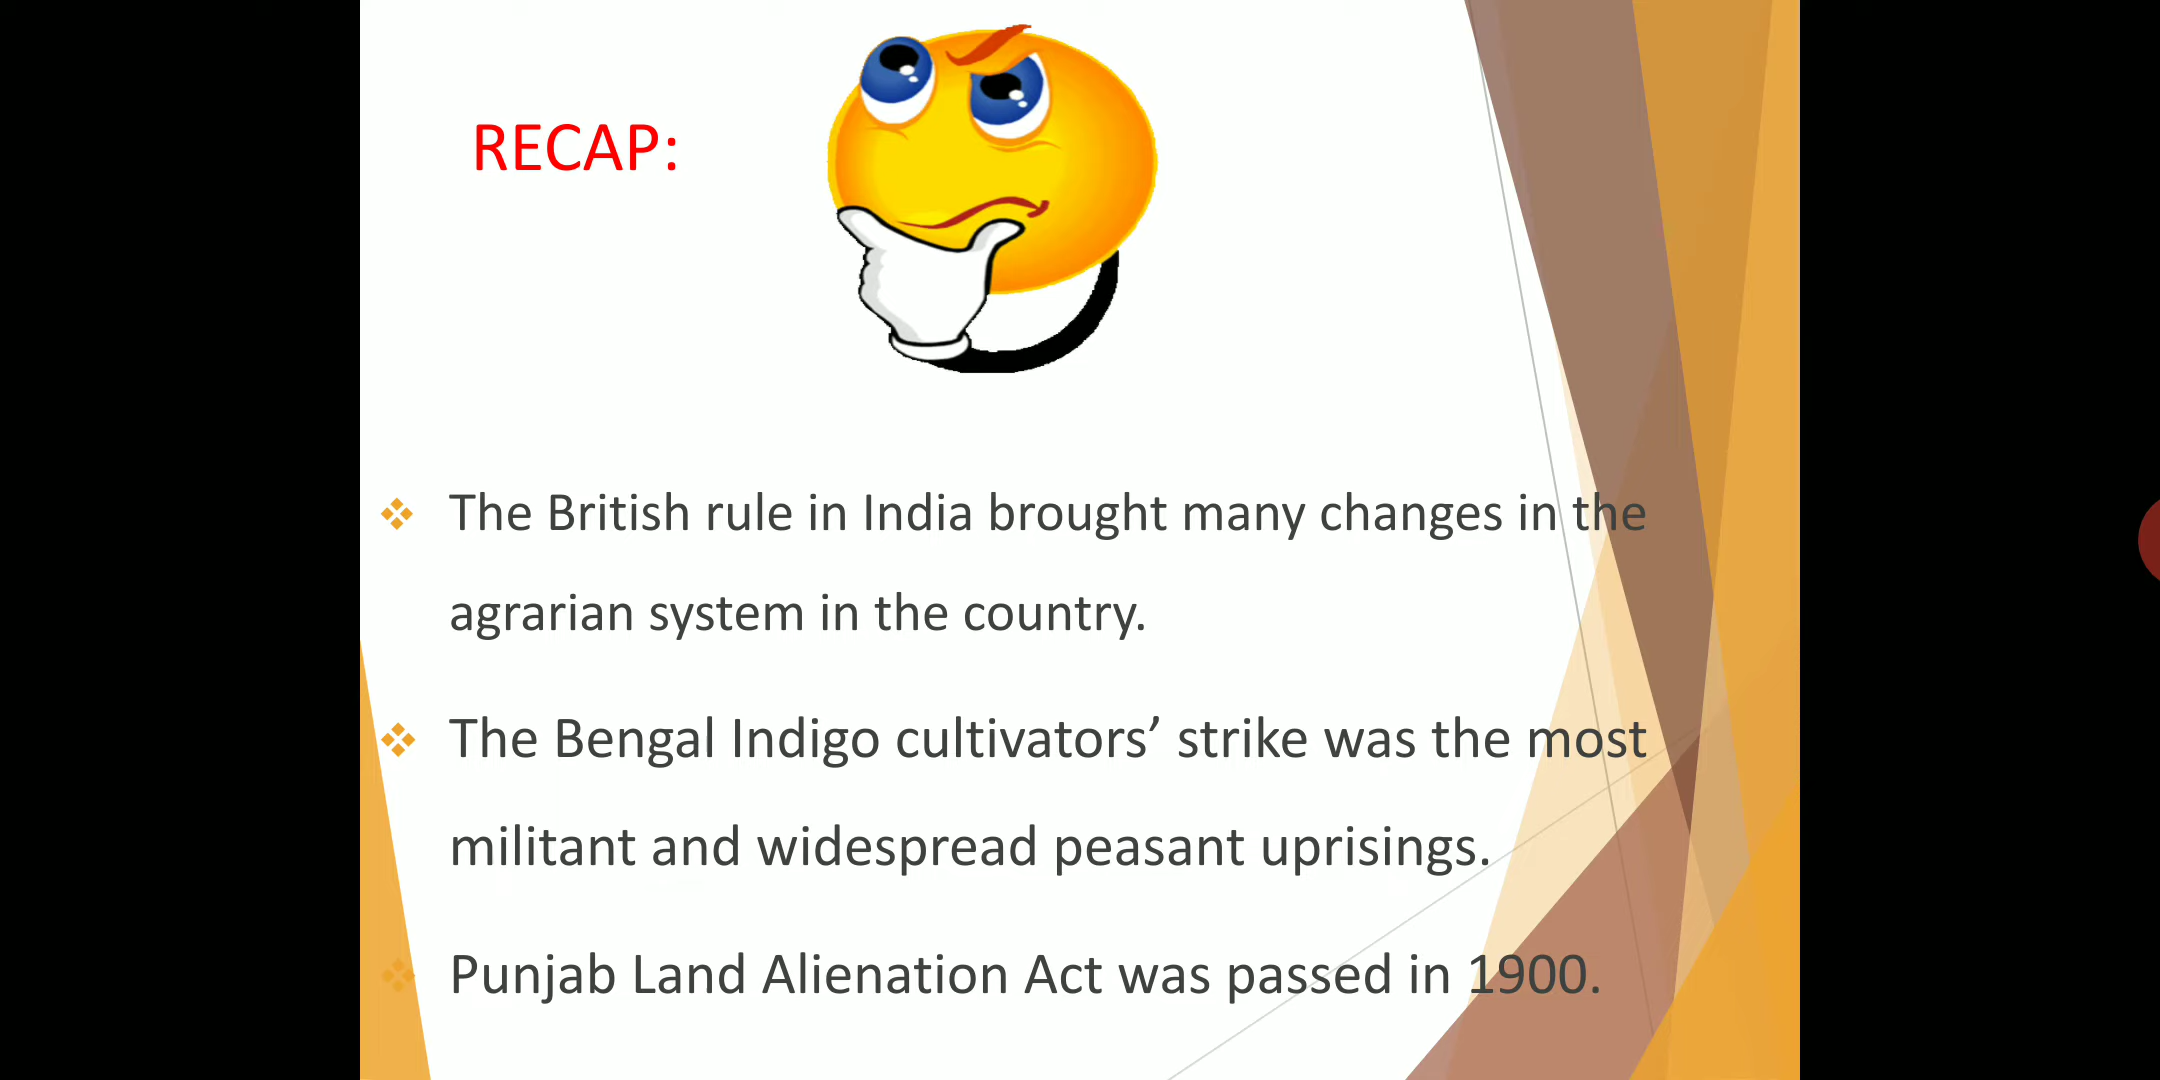 RECAP:
The British rule in India brought many changes in the
agrarian system in the country.
The Bengal Indigo cultivators’ strike was the most
militant and widespread peasant uprisings.
Punjab Land Alienation Act was passed in 1900.